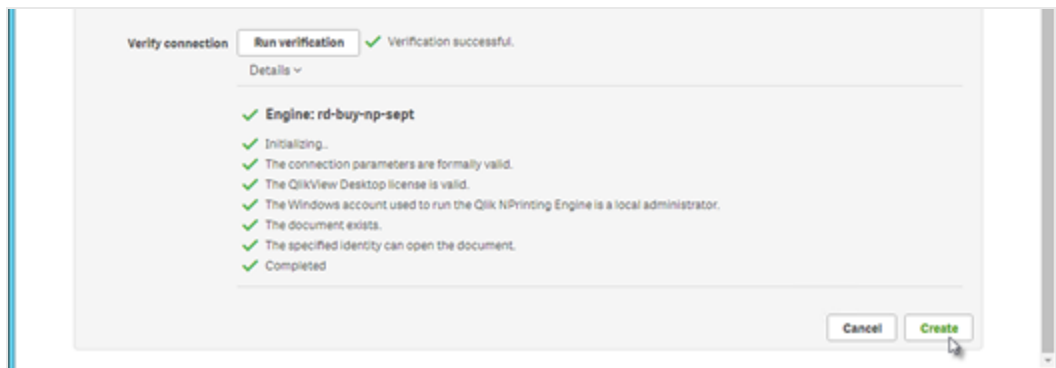 Verify connection Run verification Verification successful.
Details
Engine: rd-buy-np-sept
Initializing..
The connection parameters are formally valid.
The QlikView Desktop license is valid.
The Windows account used to run the Qlik NPrinting Engine is a local administrator.
The document exists.
The specified identity can open the document.
Completed
Cancel Create